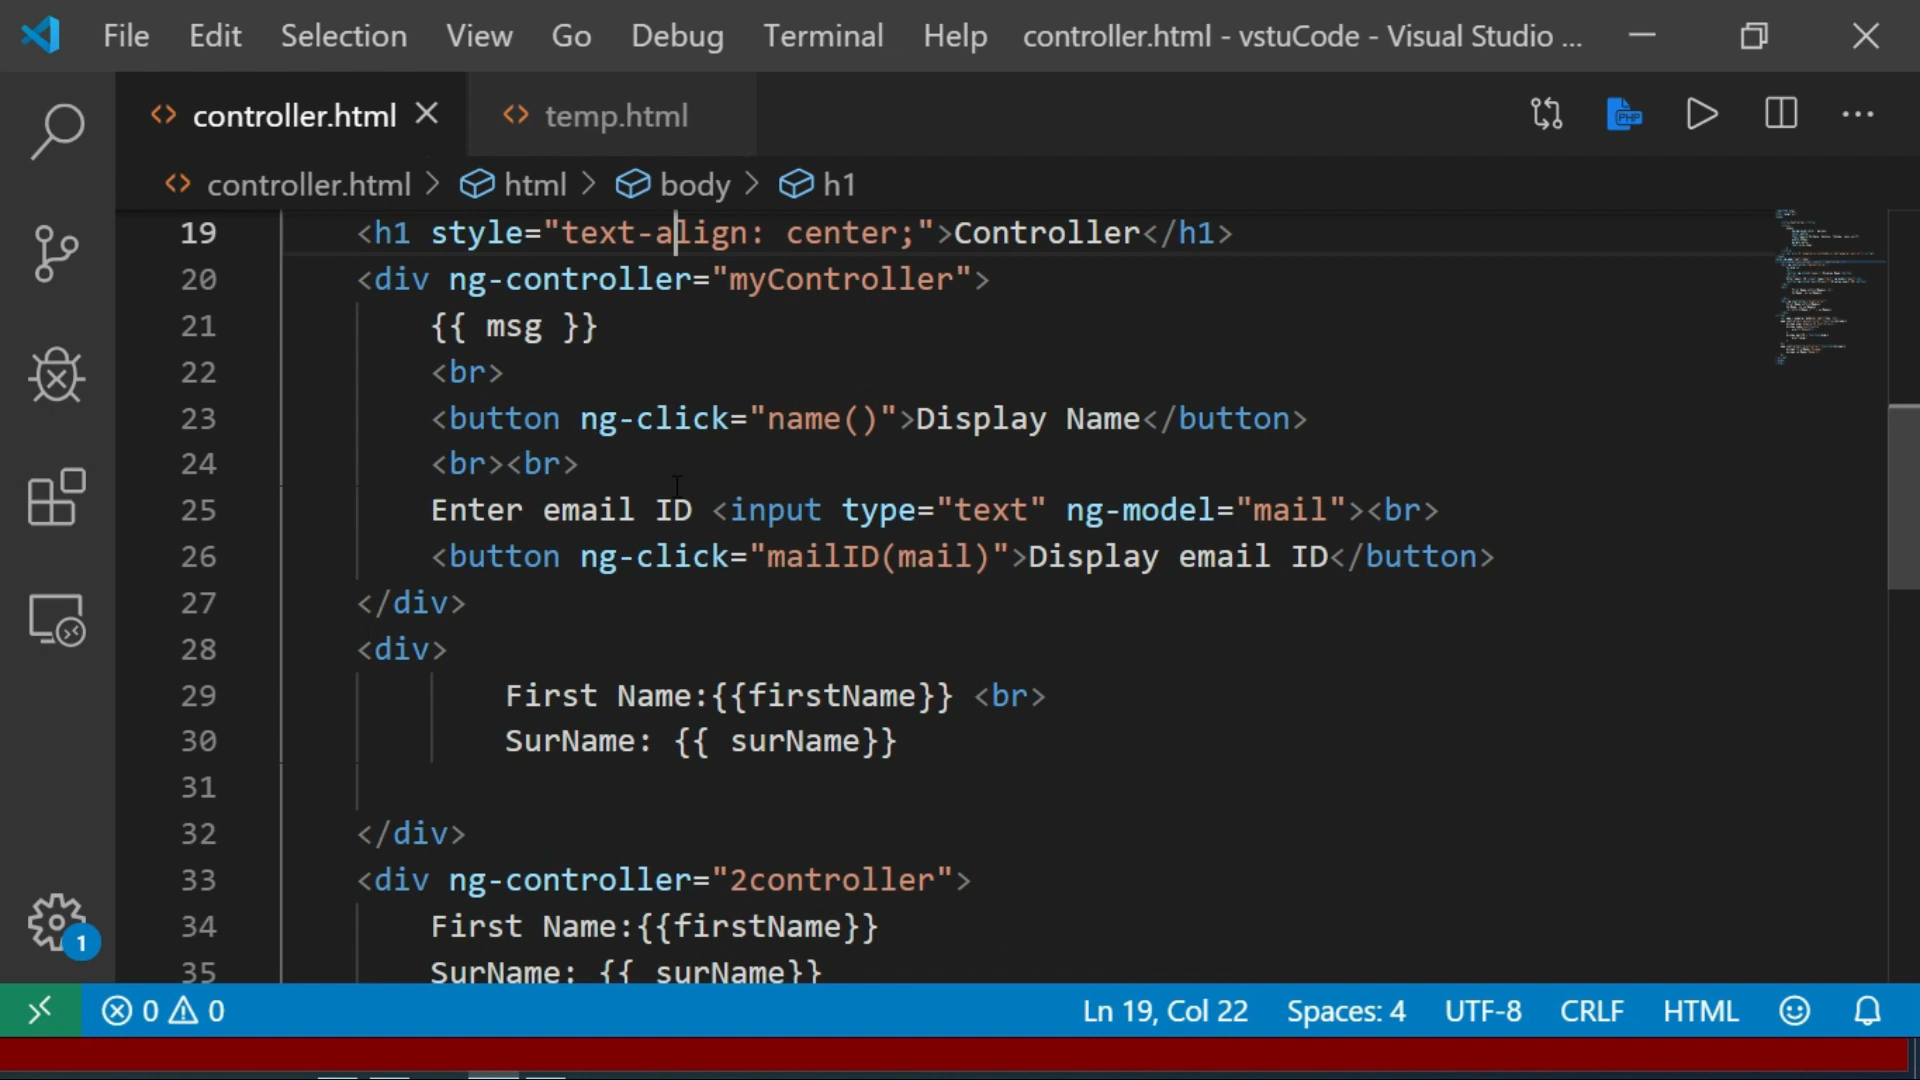 File Edit Selection View Go Debug Terminal Help controller.html - vstuCode - Visual Studio ...
controller.html temp.html PHP
controller.html > html > body > h1
19 <h1 style="text-align: center;">Controller</h1>
20 <div ng-controller="myController">
21 {{ msg }}
22 <br>
23 <button ng-click="name()">Display Name</button>
24 <br><br>
25 Enter email ID <input type="text" ng-model="mail"><br>
26 <button ng-click="mailID(mail)">Display email ID</button>
27 </div>
28 <div>
29 First Name:{{firstName}} <br>
30 SurName: {{ surName}}
31
32 </div>
33 <div ng-controller="2controller">
34 First Name:{{firstName}}
35 SurName: {{ surName}}
1
0 0 Ln 19, Col 22 Spaces: 4 UTF-8 CRLF HTML